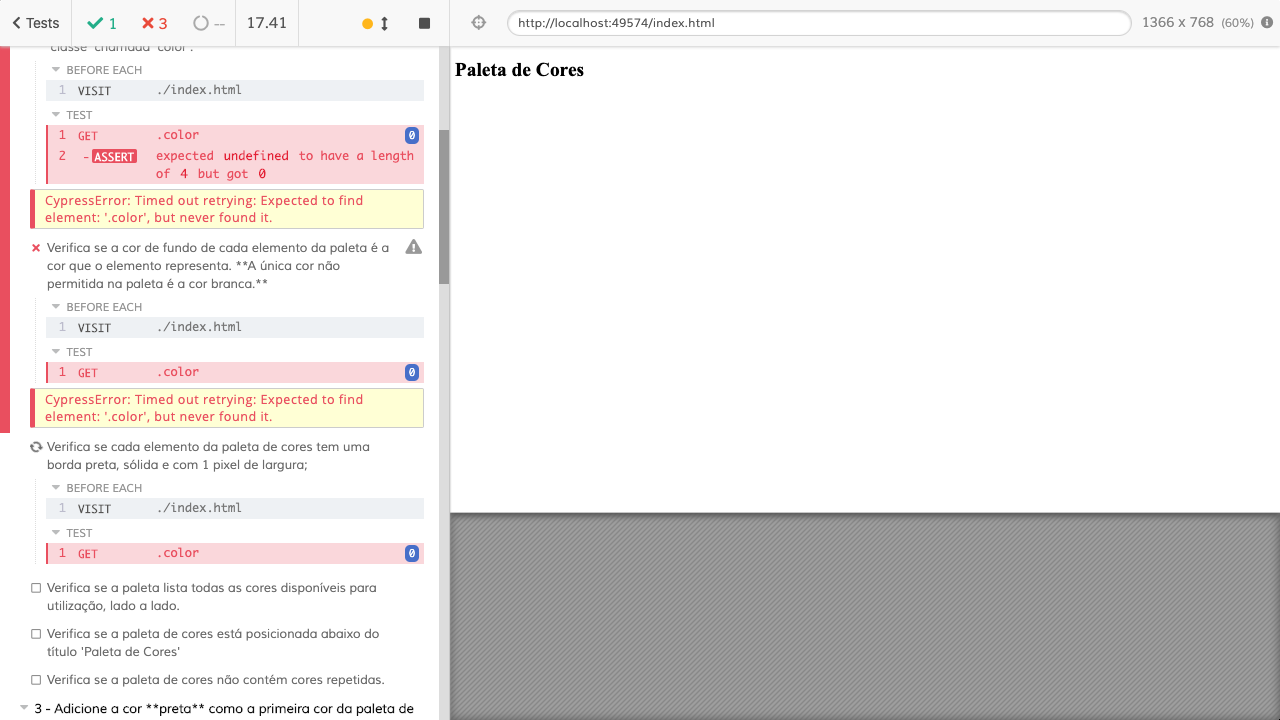 Tests
1
3
--
17.41
http://localhost:49574/index.html
1366 x 768 (60%)
classe 'chamada' color'.
BEFORE EACH
1 VISIT ./index.html
TEST
1 GET .color 0
2 -ASSERT expected undefined to have a length
of 4 but got 0
CypressError: Timed out retrying: Expected to find
element: '.color', but never found it.
Verifica se a cor de fundo de cada elemento da paleta é a
cor que o elemento representa. **A única cor não
permitida na paleta é a cor branca.**
BEFORE EACH
1 VISIT ./index.html
TEST
1 GET .color 0
CypressError: Timed out retrying: Expected to find
element: '.color', but never found it.
Verifica se cada elemento da paleta de cores tem uma
borda preta, sólida e com 1 pixel de largura;
BEFORE EACH
1 VISIT ./index.html
TEST
1 GET .color 0
Verifica se a paleta lista todas as cores disponíveis para
utilização, lado a lado.
Verifica se a paleta de cores está posicionada abaixo do
título 'Paleta de Cores'
Verifica se a paleta de cores não contém cores repetidas.
3 - Adicione a cor **preta** como a primeira cor da paleta de
Paleta de Cores